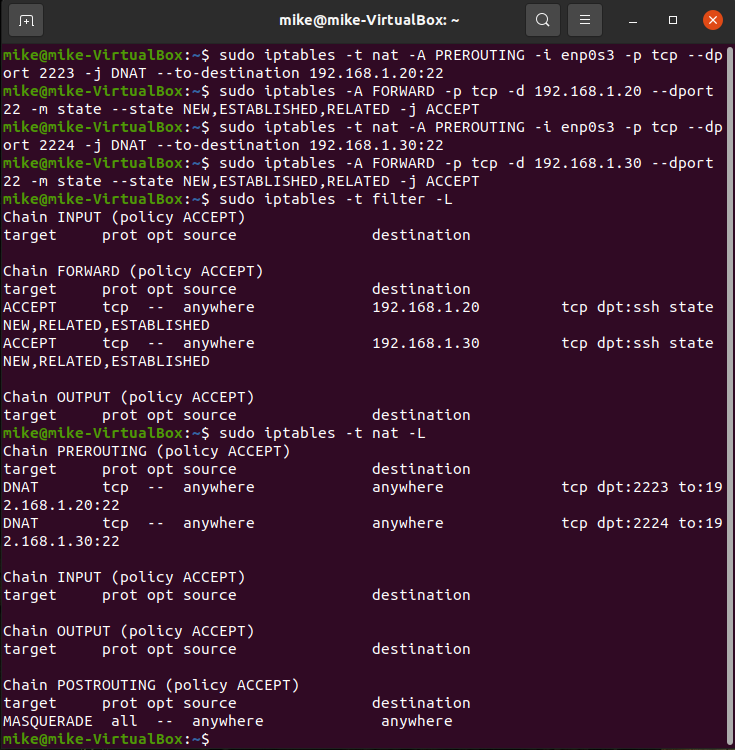 mike@mike-VirtualBox: ~
mike@mike-VirtualBox:~$ sudo iptables -t nat -A PREROUTING -i enp0s3 -p tcp --dp
ort 2223 -j DNAT --to-destination 192.168.1.20:22
mike@mike-VirtualBox:~$ sudo iptables -A FORWARD -p tcp -d 192.168.1.20 --dport
22 -m state --state NEW,ESTABLISHED,RELATED -j ACCEPT
mike@mike-VirtualBox:~$ sudo iptables -t nat -A PREROUTING -i enp0s3 -p tcp --dp
ort 2224 -j DNAT --to-destination 192.168.1.30:22
mike@mike-VirtualBox:~$ sudo iptables -A FORWARD -p tcp -d 192.168.1.30 --dport
22 -m state --state NEW,ESTABLISHED,RELATED -j ACCEPT
mike@mike-VirtualBox:~$ sudo iptables -t filter -L
Chain INPUT (policy ACCEPT)
target     prot opt source               destination

Chain FORWARD (policy ACCEPT)
target     prot opt source               destination
ACCEPT     tcp  --  anywhere             192.168.1.20         tcp dpt:ssh state
NEW,RELATED,ESTABLISHED
ACCEPT     tcp  --  anywhere             192.168.1.30         tcp dpt:ssh state
NEW,RELATED,ESTABLISHED

Chain OUTPUT (policy ACCEPT)
target     prot opt source               destination
mike@mike-VirtualBox:~$ sudo iptables -t nat -L
Chain PREROUTING (policy ACCEPT)
target     prot opt source               destination
DNAT       tcp  --  anywhere             anywhere             tcp dpt:2223 to:19
2.168.1.20:22
DNAT       tcp  --  anywhere             anywhere             tcp dpt:2224 to:19
2.168.1.30:22

Chain INPUT (policy ACCEPT)
target     prot opt source               destination

Chain OUTPUT (policy ACCEPT)
target     prot opt source               destination

Chain POSTROUTING (policy ACCEPT)
target     prot opt source               destination
MASQUERADE  all  --  anywhere             anywhere
mike@mike-VirtualBox:~$